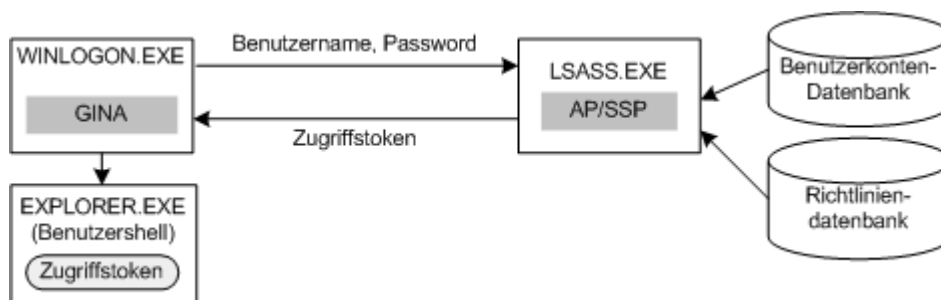 WINLOGON.EXE
GINA
Benutzername, Password
Zugriffstoken
LSASS.EXE
AP/SSP
Benutzerkonten-
Datenbank
Richtlinien-
datenbank
EXPLORER.EXE
(Benutzershell)
Zugriffstoken